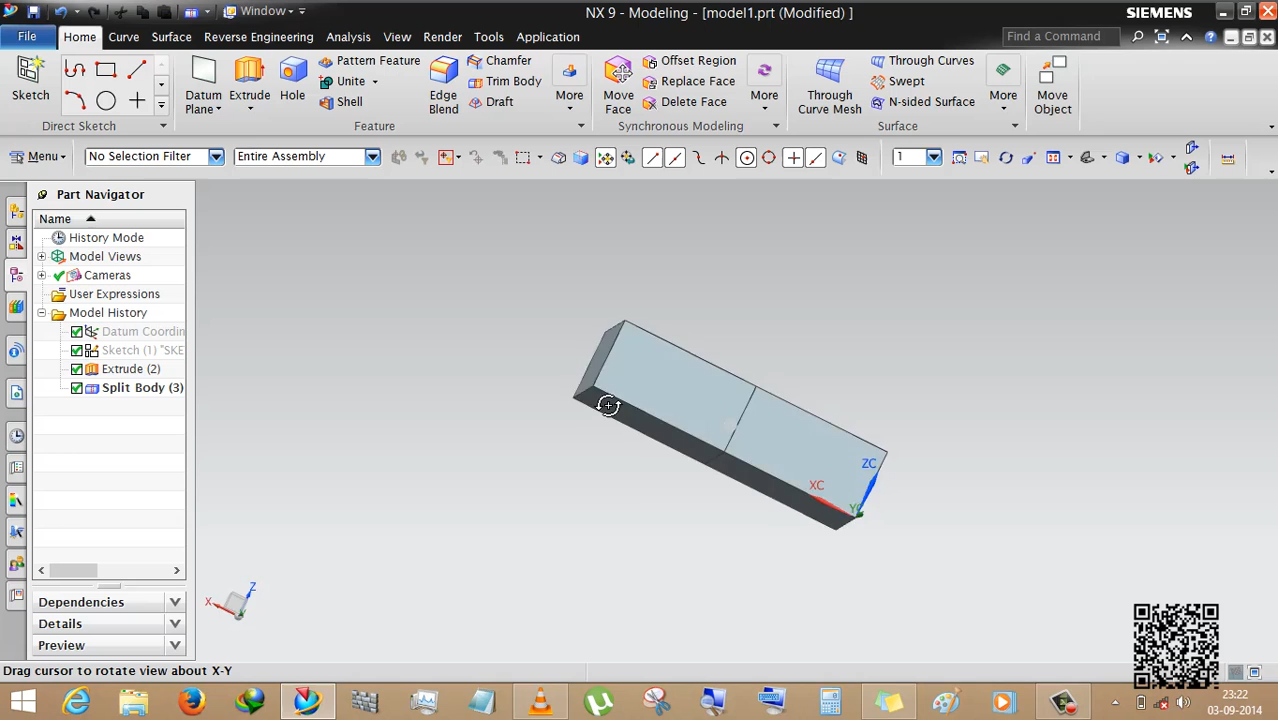 Window
NX 9 - Modeling - [model1.prt (Modified) ]
SIEMENS
File
Home
Curve
Surface
Reverse Engineering
Analysis
View
Render
Tools
Application
Find a Command
Sketch
Direct Sketch
Datum
Plane
Extrude
Hole
Pattern Feature
Unite
Shell
Edge
Blend
Chamfer
Trim Body
Draft
More
Feature
Move
Face
Offset Region
Replace Face
Delete Face
More
Synchronous Modeling
Through
Curve Mesh
Through Curves
Swept
N-sided Surface
More
Surface
Move
Object
Menu
No Selection Filter
Entire Assembly
1
Part Navigator
Name
History Mode
Model Views
Cameras
User Expressions
Model History
Datum Coordin
Sketch (1) "SKE
Extrude (2)
Split Body (3)
Dependencies
Details
Preview
XC
ZC
X
Z
Drag cursor to rotate view about X-Y
23:22
03-09-2014